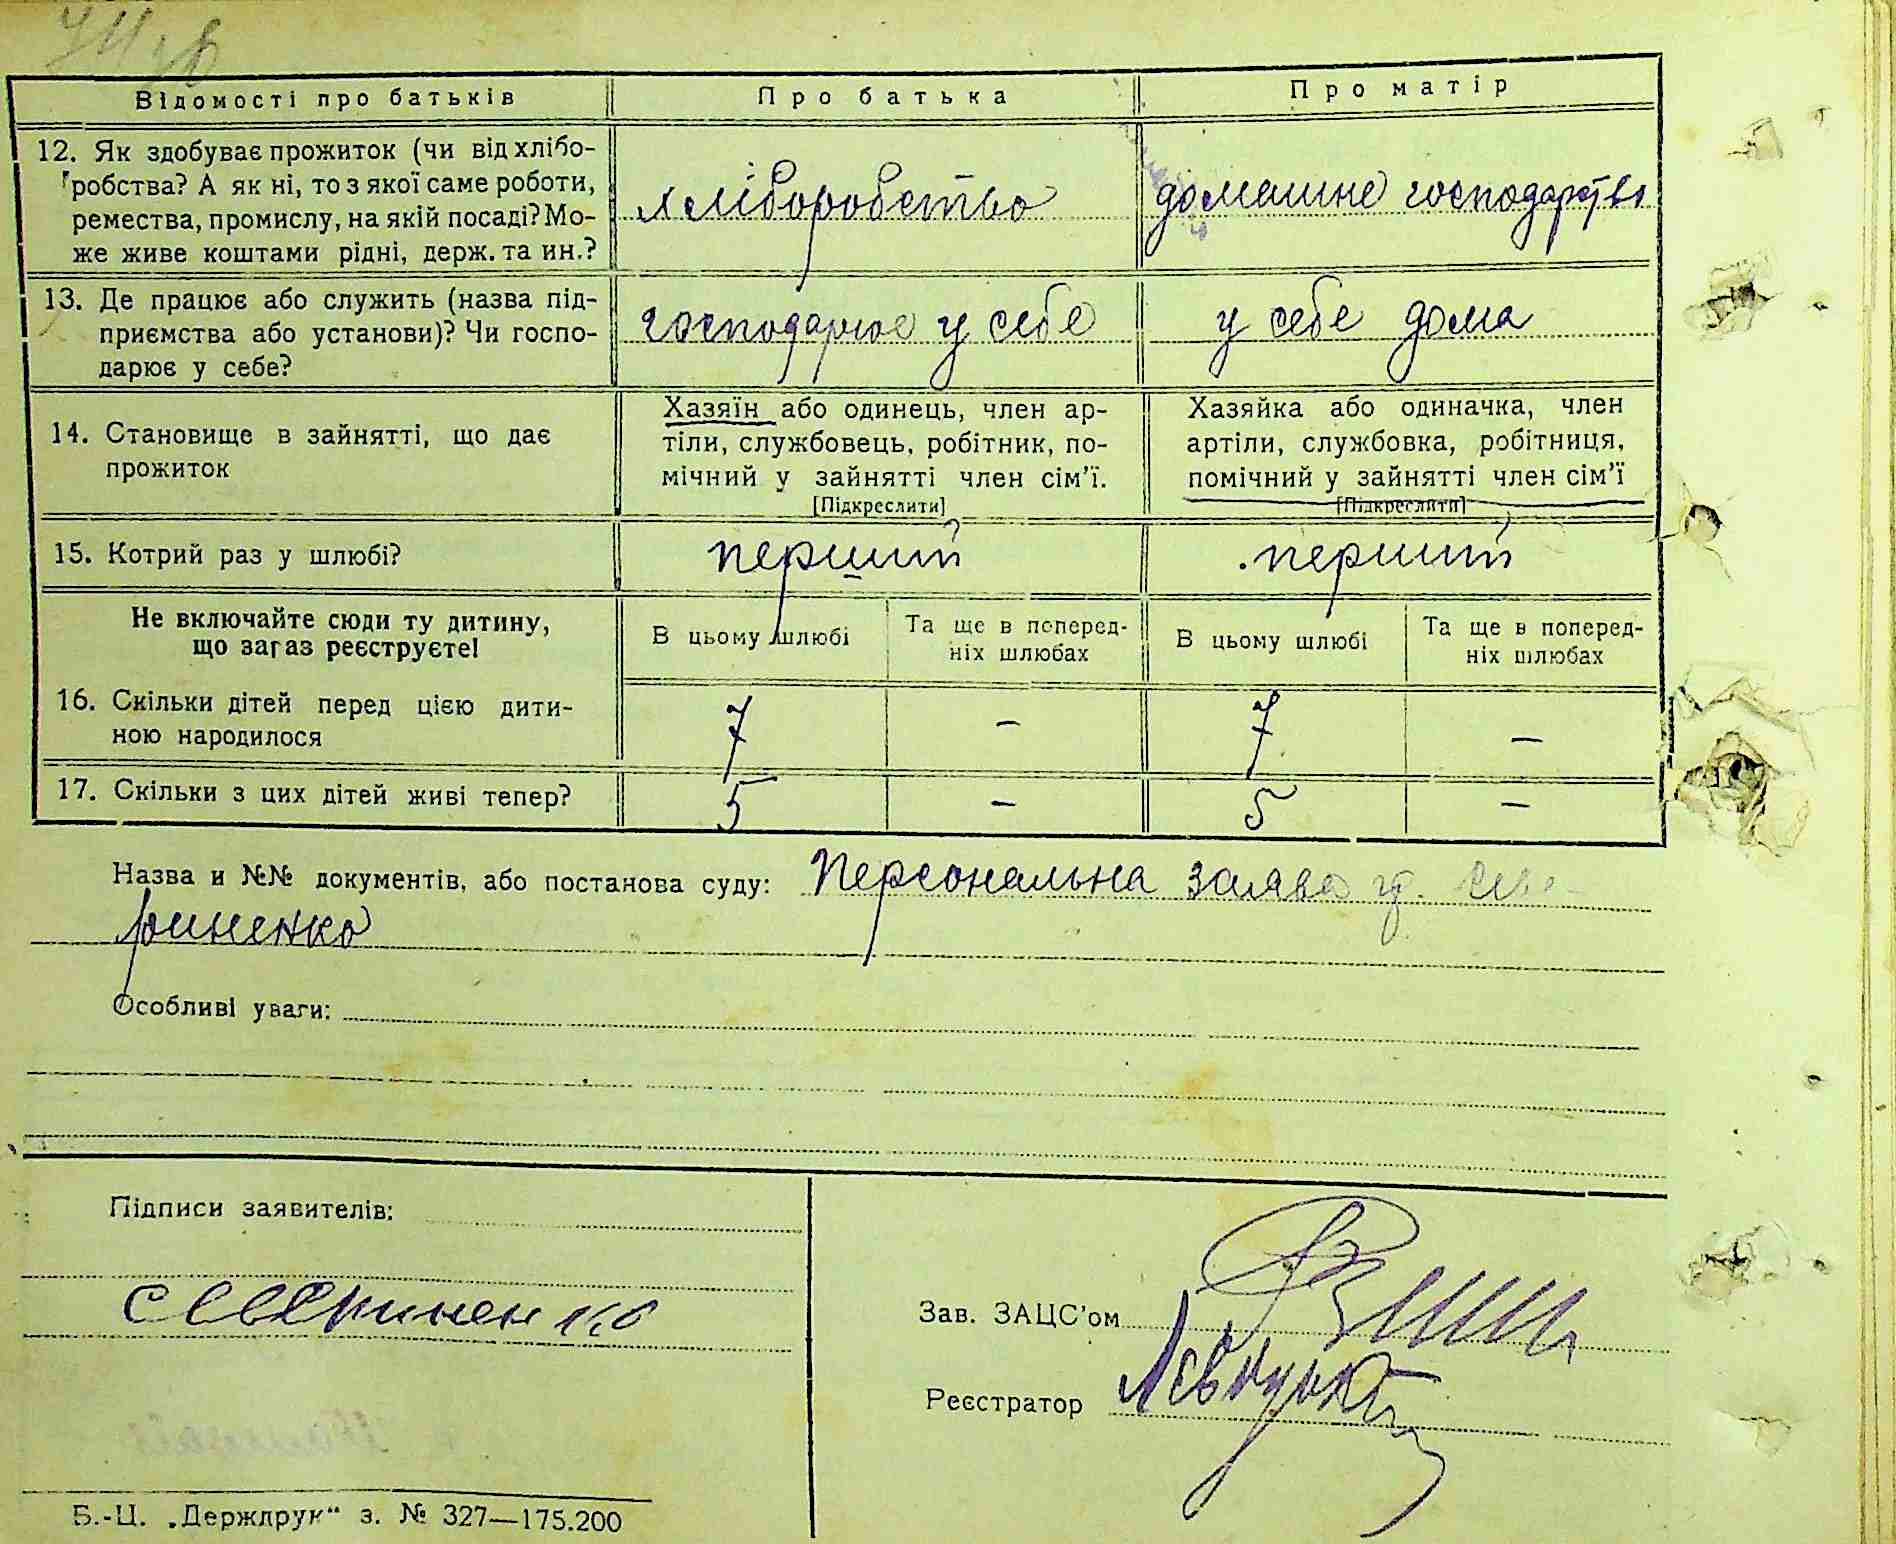 Відомості про батьків Про батька Про матір
12. Як здобуває прожиток (чи від хлібо-
робства? А як ні, то з якої саме роботи,
ремества, промислу, на якій посаді? Мо-
же живе коштами рідні, держ. та ин.?
хліборобство домашне господарство
13. Де працює або служить (назва під-
приємства або установи)? Чи госпо-
дарює у себе?
господарює у себе у себе дома
14. Становище в зайнятті, що дає
прожиток
Хазяїн або одинець, член ар-
тіли, службовець, робітник, по-
мічний у зайнятті член сім'ї.
[Підкреслити]
Хазяйка або одиначка, член
артіли, службовка, робітниця,
помічний у зайнятті член сім'ї
[Підкреслити]
15. Котрий раз у шлюбі? перший перший
Не включайте сюди ту дитину,
що загаз реєструєте!
В цьому шлюбі Та ще в поперед-
ніх шлюбах В цьому шлюбі Та ще в поперед-
ніх шлюбах
16. Скільки дітей перед цією дити-
ною народилося 7 – 7 –
17. Скільки з цих дітей живі тепер? 5 – 5 –
Назва и №№ документів, або постанова суду: Персональна заява гр. Севе-
риненко
Особливі уваги:
Підписи заявителів:
Севериненко
Зав. ЗАЦС'ом
Реєстратор
Б.-Ц. „Держдрук“ з. № 327—175.200